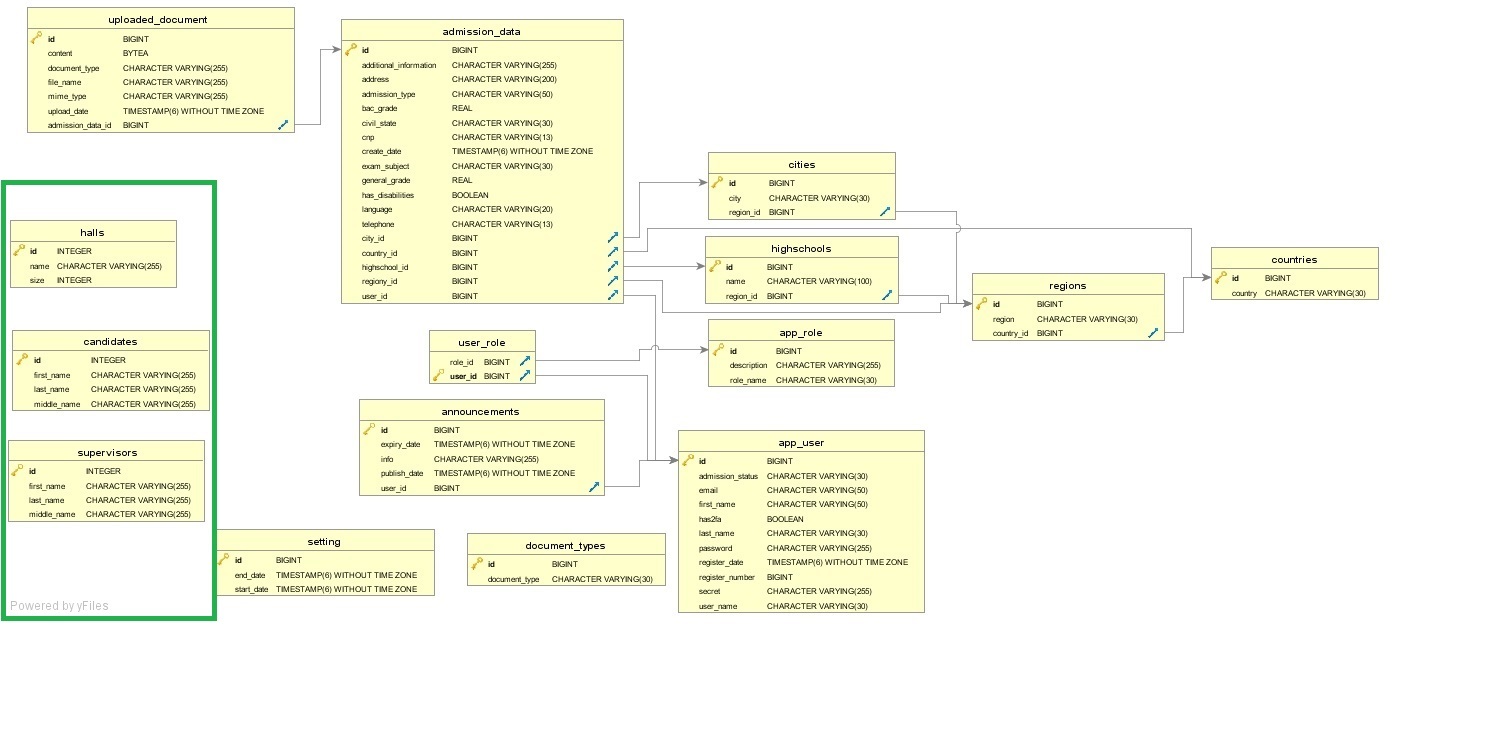 uploaded_document
id BIGINT
content BYTEA
document_type CHARACTER VARYING(255)
file_name CHARACTER VARYING(255)
mime_type CHARACTER VARYING(255)
upload_date TIMESTAMP(6) WITHOUT TIME ZONE
admission_data_id BIGINT
admission_data
id BIGINT
additional_information CHARACTER VARYING(255)
address CHARACTER VARYING(200)
admission_type CHARACTER VARYING(50)
bac_grade REAL
civil_state CHARACTER VARYING(30)
cnp CHARACTER VARYING(13)
create_date TIMESTAMP(6) WITHOUT TIME ZONE
exam_subject CHARACTER VARYING(30)
general_grade REAL
has_disabilities BOOLEAN
language CHARACTER VARYING(20)
telephone CHARACTER VARYING(13)
city_id BIGINT
country_id BIGINT
highschool_id BIGINT
regiony_id BIGINT
user_id BIGINT
cities
id BIGINT
city CHARACTER VARYING(30)
region_id BIGINT
highschools
id BIGINT
name CHARACTER VARYING(100)
region_id BIGINT
countries
id BIGINT
country CHARACTER VARYING(30)
regions
id BIGINT
region CHARACTER VARYING(30)
country_id BIGINT
halls
id INTEGER
name CHARACTER VARYING(255)
size INTEGER
candidates
id INTEGER
first_name CHARACTER VARYING(255)
last_name CHARACTER VARYING(255)
middle_name CHARACTER VARYING(255)
supervisors
id INTEGER
first_name CHARACTER VARYING(255)
last_name CHARACTER VARYING(255)
middle_name CHARACTER VARYING(255)
user_role
role_id BIGINT
user_id BIGINT
app_role
id BIGINT
description CHARACTER VARYING(255)
role_name CHARACTER VARYING(30)
announcements
id BIGINT
expiry_date TIMESTAMP(6) WITHOUT TIME ZONE
info CHARACTER VARYING(255)
publish_date TIMESTAMP(6) WITHOUT TIME ZONE
user_id BIGINT
app_user
id BIGINT
admission_status CHARACTER VARYING(30)
email CHARACTER VARYING(50)
first_name CHARACTER VARYING(50)
has2fa BOOLEAN
last_name CHARACTER VARYING(30)
password CHARACTER VARYING(255)
register_date TIMESTAMP(6) WITHOUT TIME ZONE
register_number BIGINT
secret CHARACTER VARYING(255)
user_name CHARACTER VARYING(30)
setting
id BIGINT
end_date TIMESTAMP(6) WITHOUT TIME ZONE
start_date TIMESTAMP(6) WITHOUT TIME ZONE
document_types
id BIGINT
document_type CHARACTER VARYING(30)
Powered by yFiles